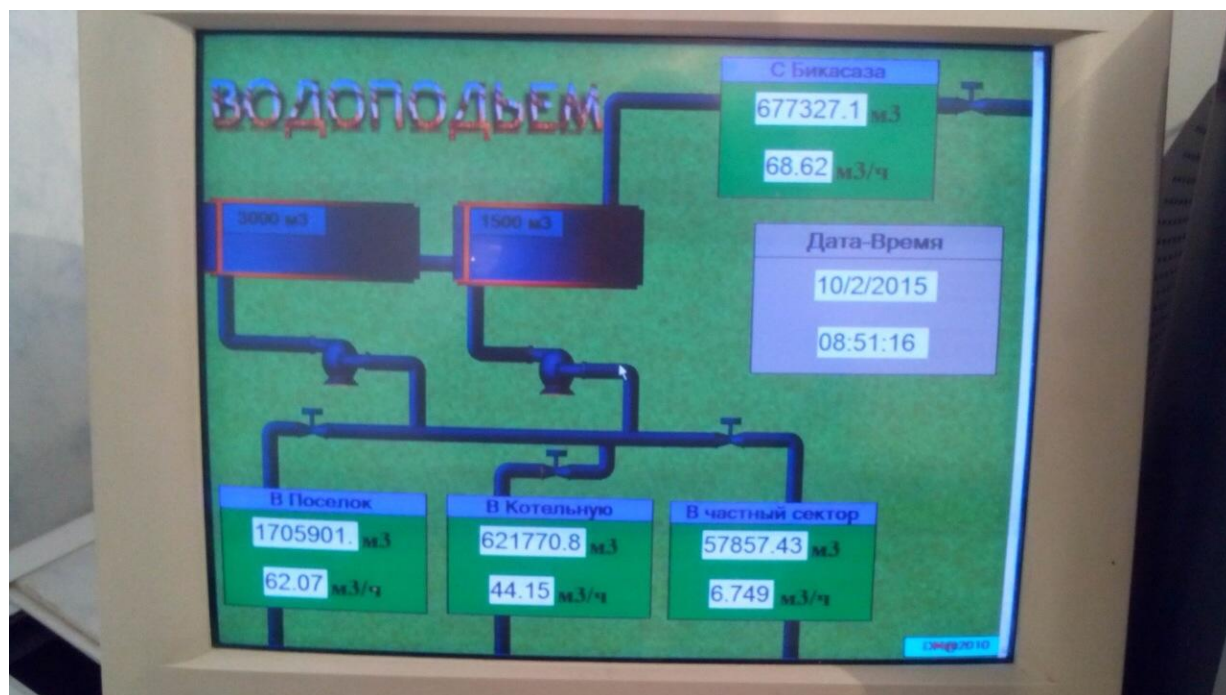 ВОДОПОДЬЕМ
С Бикасаза
677327.1 м3
68.62 м3/ч
3000 м3
1500 м3
Дата-Время
10/2/2015
08:51:16
В Поселок
1705901. м3
62.07 м3/ч
В Котельную
621770.8 м3
44.15 м3/ч
В частный сектор
57857.43 м3
6.749 м3/ч